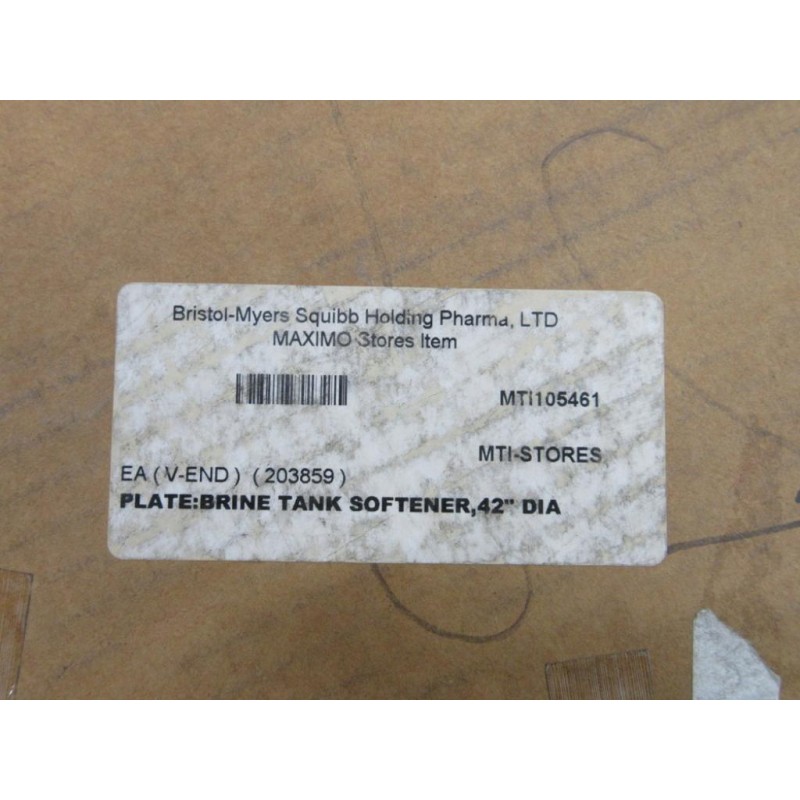 Bristol-Myers Squibb Holding Pharma, LTD
MAXIMO Stores Item
MTI105461
MTI-STORES
EA ( V-END ) ( 203859 )
PLATE:BRINE TANK SOFTENER,42" DIA